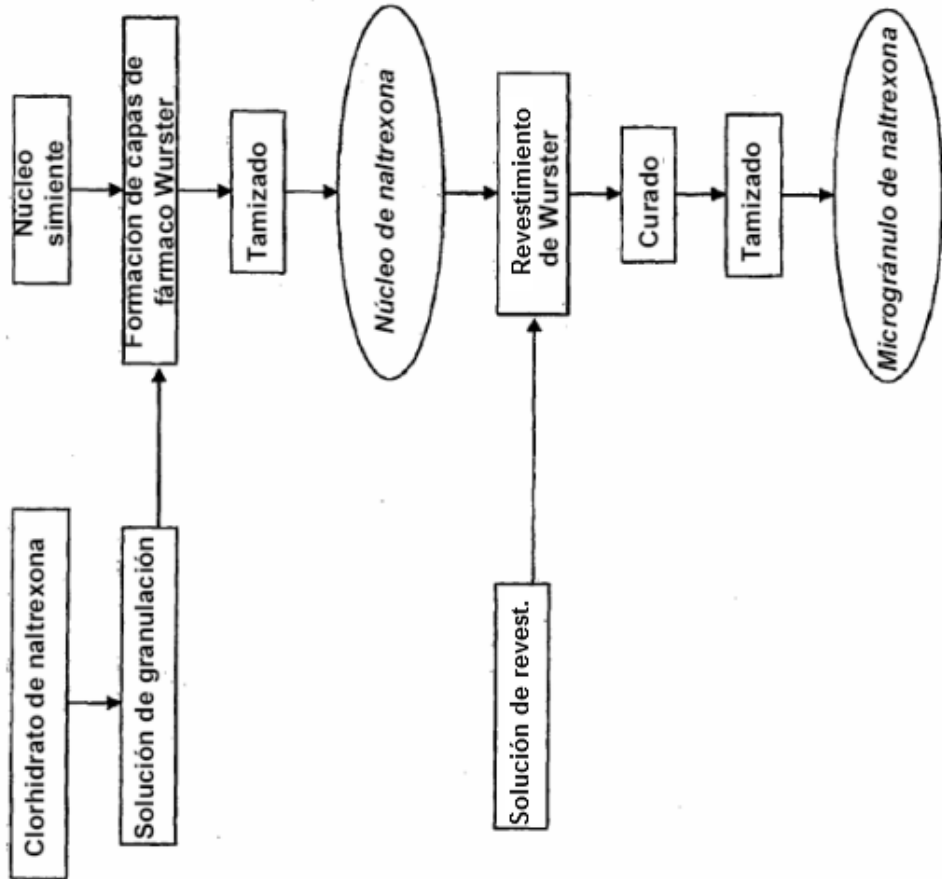 Clorhidrato de naltrexona
Solución de granulación
Núcleo
simiente
Formación de capas de
fármaco Wurster
Tamizado
Núcleo de naltrexona
Solución de revest.
Revestimiento
de Wurster
Curado
Tamizado
Microgránulo de naltrexona